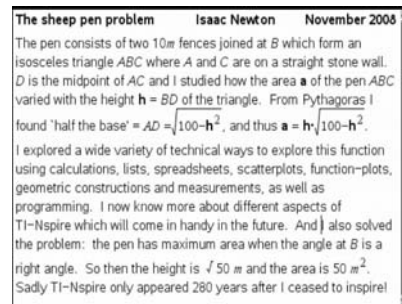 The sheep pen problem Isaac Newton November 2008
The pen consists of two 10m fences joined at B which form an
isosceles triangle ABC where A and C are on a straight stone wall.
D is the midpoint of AC and I studied how the area a of the pen ABC
varied with the height h = BD of the triangle. From Pythagoras I
found 'half the base' = AD = √100-h², and thus a = h·√100-h².
I explored a wide variety of technical ways to explore this function
using calculations, lists, spreadsheets, scatterplots, function-plots,
geometric constructions and measurements, as well as
programming. I now know more about different aspects of
TI-Nspire which will come in handy in the future. And I also solved
the problem: the pen has maximum area when the angle at B is a
right angle. So then the height is √50 m and the area is 50 m².
Sadly TI-Nspire only appeared 280 years after I ceased to inspire!